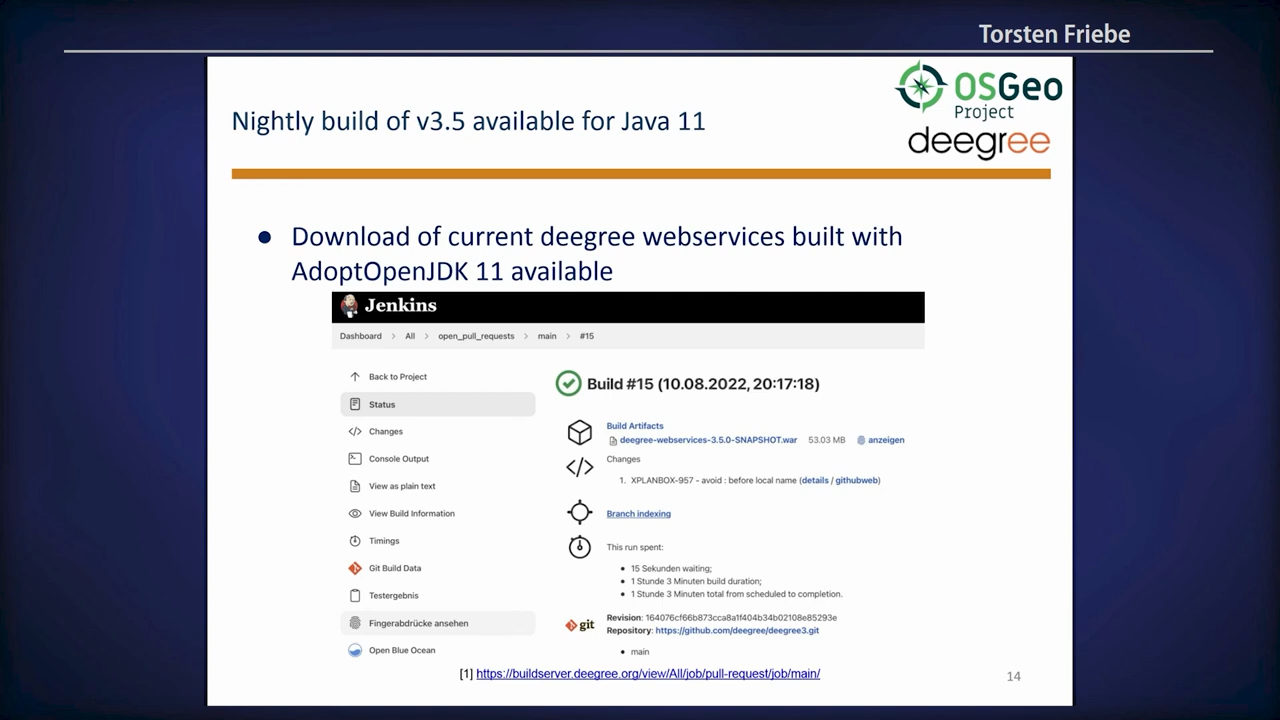 Torsten Friebe
OSGeo
Project
deegree
Nightly build of v3.5 available for Java 11
● Download of current deegree webservices built with
AdoptOpenJDK 11 available
Jenkins
Dashboard > All > open_pull_requests > main > #15
Back to Project
Status
Changes
Console Output
View as plain text
View Build Information
Timings
Git Build Data
Testergebnis
Fingerabdrücke ansehen
Open Blue Ocean
Build #15 (10.08.2022, 20:17:18)
Build Artifacts
deegree-webservices-3.5.0-SNAPSHOT.war 53.03 MB anzeigen
Changes
1. XPLANBOX-957 - avoid : before local name (details / githubweb)
Branch indexing
This run spent:
• 15 Sekunden waiting;
• 1 Stunde 3 Minuten build duration;
• 1 Stunde 3 Minuten total from scheduled to completion.
git
Revision: 164076cf66b873cca8a1f404b34b02108e85293e
Repository: https://github.com/deegree/deegree3.git
• main
[1] https://buildserver.deegree.org/view/All/job/pull-request/job/main/
14